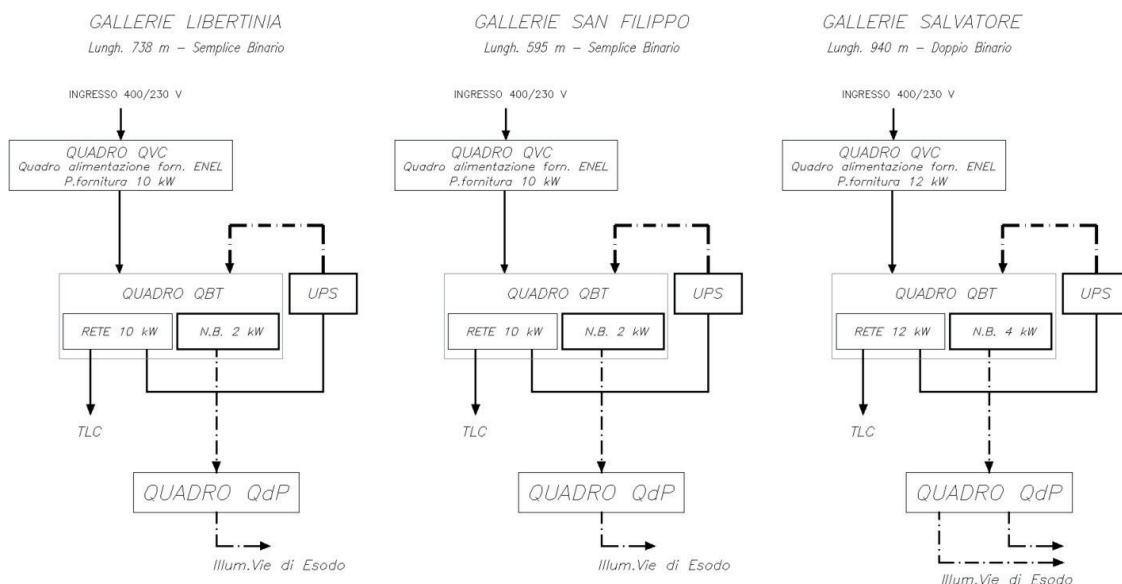 GALLERIE LIBERTINIA
Lungh. 738 m – Semplice Binario
INGRESSO 400/230 V
QUADRO QVC
Quadro alimentazione forn. ENEL
P.fornitura 10 kW
QUADRO QBT
UPS
RETE 10 kW
N.B. 2 kW
TLC
QUADRO QdP
Illum.Vie di Esodo
GALLERIE SAN FILIPPO
Lungh. 595 m – Semplice Binario
INGRESSO 400/230 V
QUADRO QVC
Quadro alimentazione forn. ENEL
P.fornitura 10 kW
QUADRO QBT
UPS
RETE 10 kW
N.B. 2 kW
TLC
QUADRO QdP
Illum.Vie di Esodo
GALLERIE SALVATORE
Lungh. 940 m – Doppio Binario
INGRESSO 400/230 V
QUADRO QVC
Quadro alimentazione forn. ENEL
P.fornitura 12 kW
QUADRO QBT
UPS
RETE 12 kW
N.B. 4 kW
TLC
QUADRO QdP
Illum.Vie di Esodo